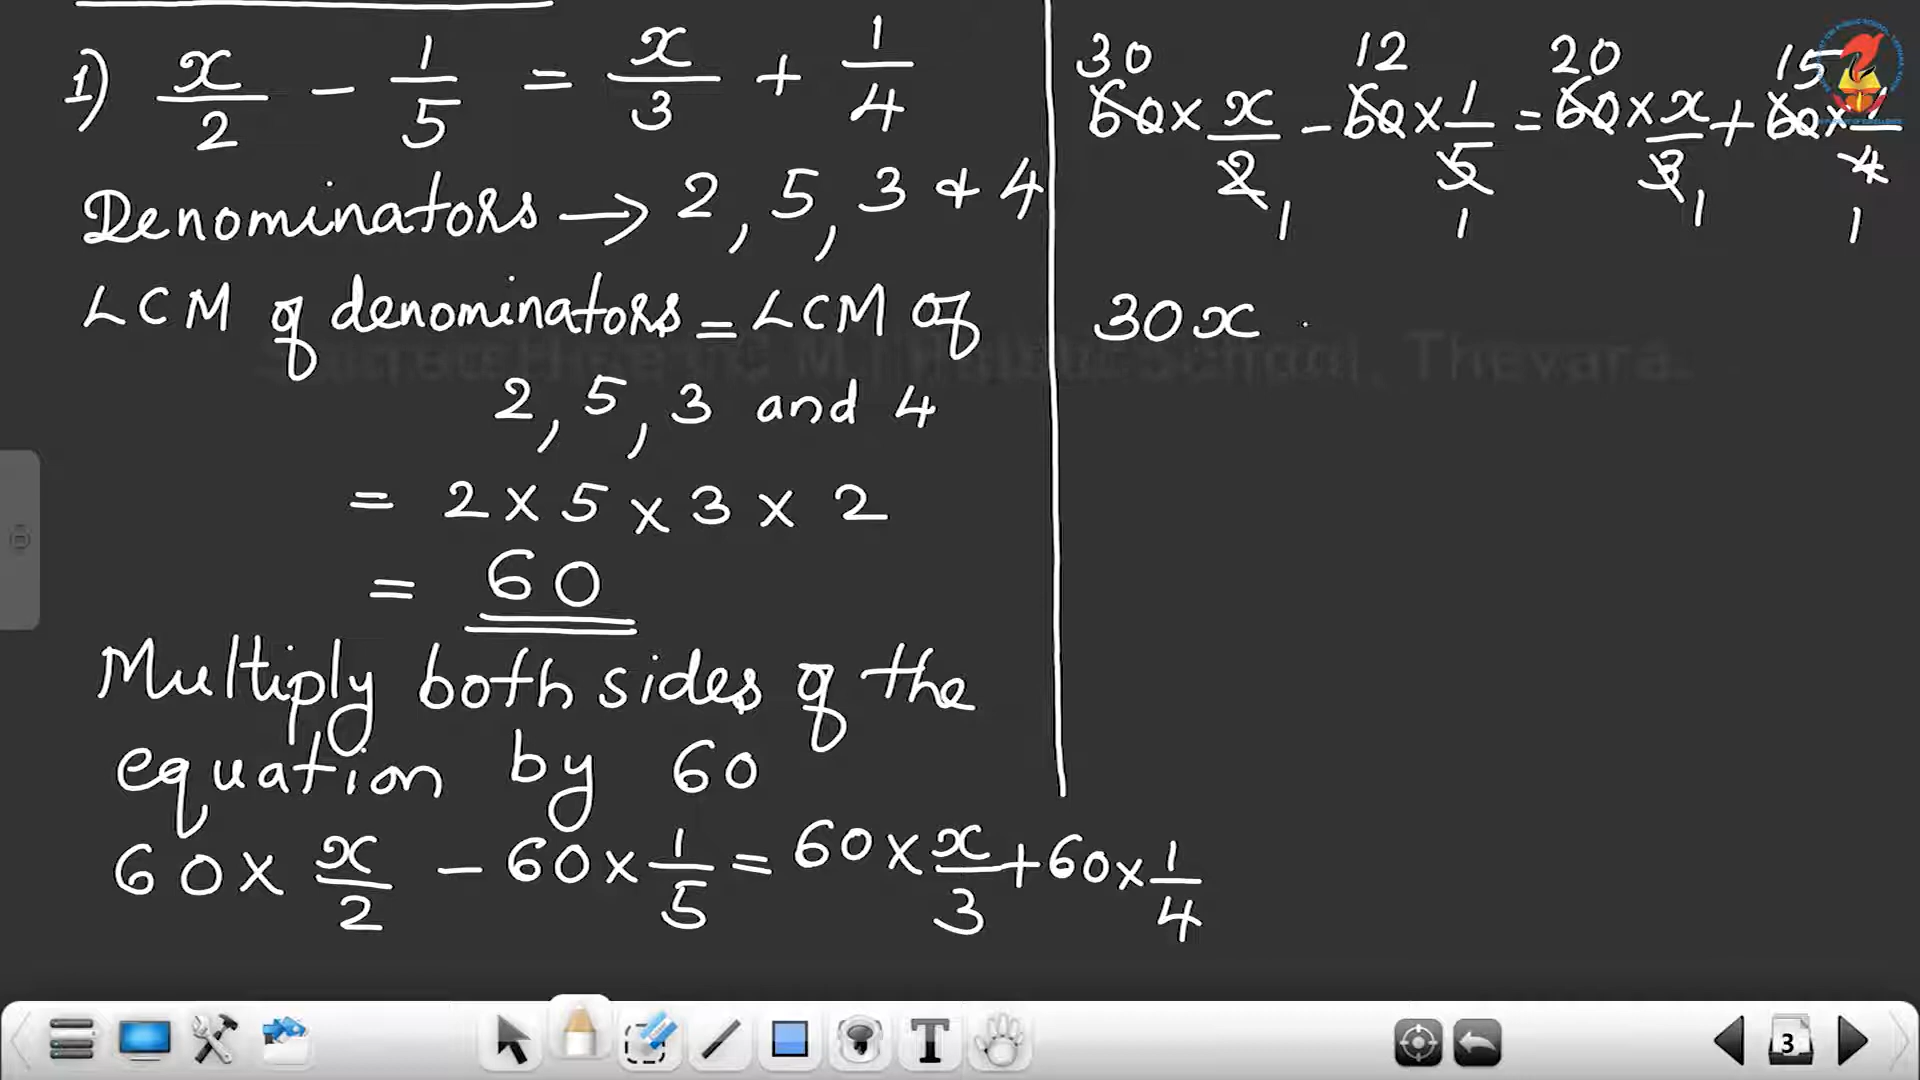 1) x/2 - 1/5 = x/3 + 1/4
Denominators → 2, 5, 3 & 4
LCM of denominators = LCM of
2, 5, 3 and 4
= 2 × 5 × 3 × 2
= 60
Multiply both sides of the
equation by 60
60 × x/2 - 60 × 1/5 = 60 × x/3 + 60 × 1/4
30 12 20 15
60 × x/2 - 60 × 1/5 = 60 × x/3 + 60 × 1/4
1 1 1 1
30x
School, Thevara.
3